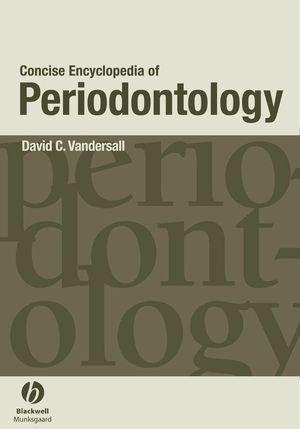 Concise Encyclopedia of
Periodontology
David C. Vandersall
perio-
dont-
ology
Blackwell
Munksgaard